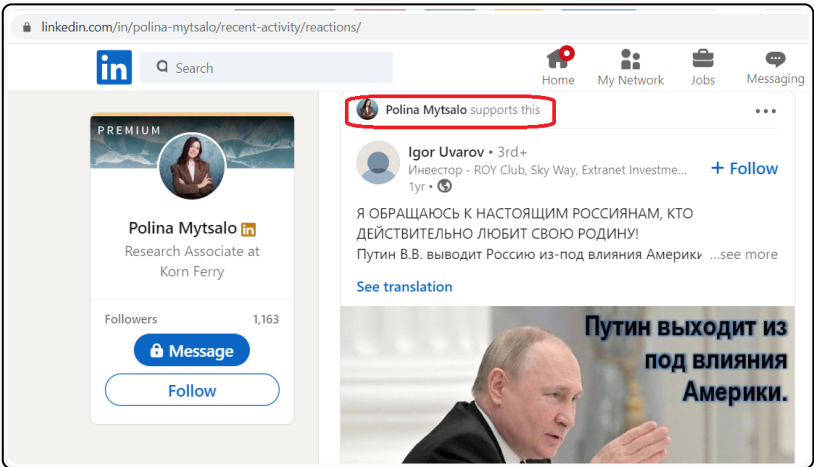 linkedin.com/in/polina-mytsalo/recent-activity/reactions/
in
Search
Home
My Network
Jobs
Messaging
PREMIUM
Polina Mytsalo in
Research Associate at
Korn Ferry
Followers 1,163
Message
Follow
Polina Mytsalo supports this
Igor Uvarov • 3rd+
Инвестор - ROY Club, Sky Way, Extranet Investme...
1yr •
+ Follow
Я ОБРАЩАЮСЬ К НАСТОЯЩИМ РОССИЯНАМ, КТО
ДЕЙСТВИТЕЛЬНО ЛЮБИТ СВОЮ РОДИНУ!
Путин В.В. выводит Россию из-под влияния Америки ...see more
See translation
Путин выходит из
под влияния
Америки.